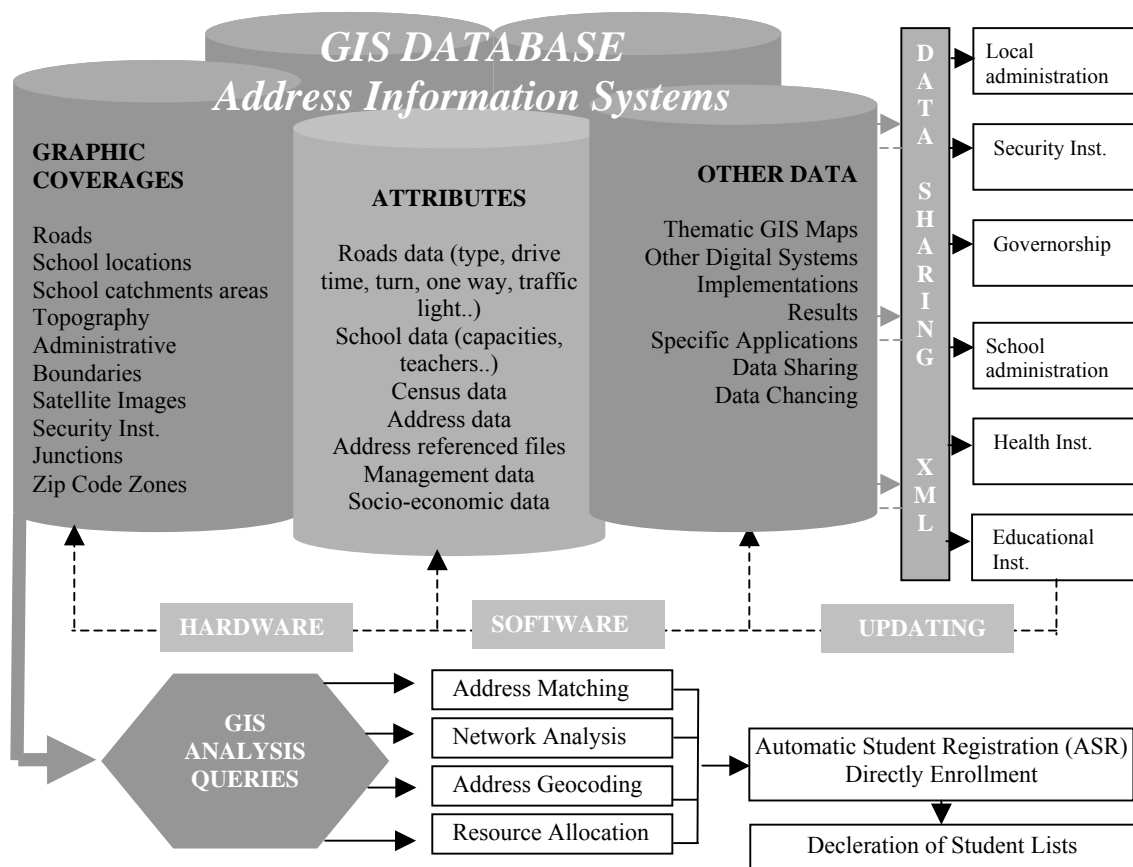 GIS DATABASE
Address Information Systems
GRAPHIC
COVERAGES
Roads
School locations
School catchments areas
Topography
Administrative
Boundaries
Satellite Images
Security Inst.
Junctions
Zip Code Zones
ATTRIBUTES
Roads data (type, drive
time, turn, one way, traffic
light..)
School data (capacities,
teachers..)
Census data
Address data
Address referenced files
Management data
Socio-economic data
OTHER DATA
Thematic GIS Maps
Other Digital Systems
Implementations
Results
Specific Applications
Data Sharing
Data Chancing
DATA SHARING XML
Local
administration
Security Inst.
Governorship
School
administration
Health Inst.
Educational
Inst.
HARDWARE
SOFTWARE
UPDATING
GIS
ANALYSIS
QUERIES
Address Matching
Network Analysis
Address Geocoding
Resource Allocation
Automatic Student Registration (ASR)
Directly Enrollment
Decleration of Student Lists